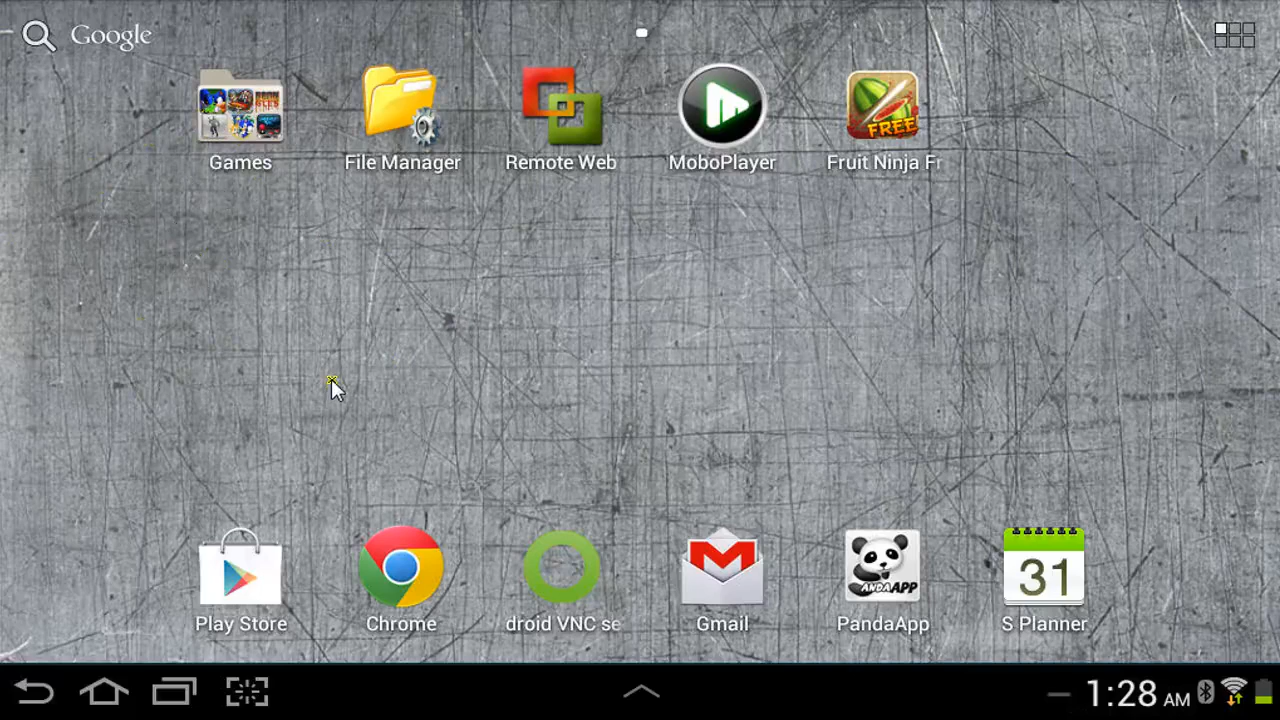 Google
Games
File Manager
Remote Web
MoboPlayer
Fruit Ninja Fr
FREE
Play Store
Chrome
droid VNC se
Gmail
PandaApp
S Planner
31
1:28 AM